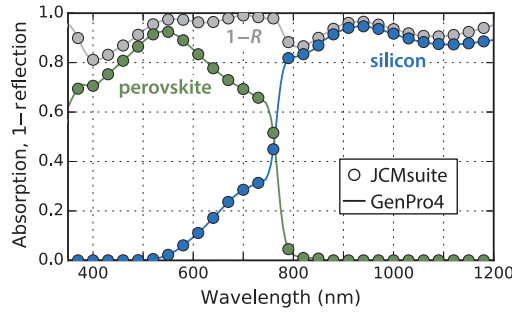 Absorption, 1−reflection
1.0
0.8
0.6
0.4
0.2
0.0
perovskite
1−R
silicon
JCMsuite
GenPro4
400 600 800 1000 1200
Wavelength (nm)